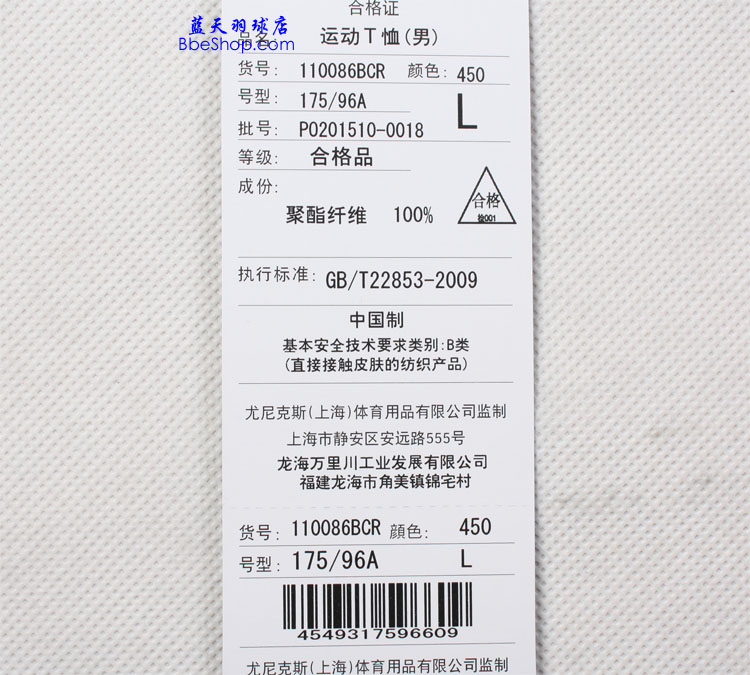 合格证
蓝天羽球店
BbeShop.com
品名:
运动T恤(男)
货号: 110086BCR 颜色: 450
号型: 175/96A L
批号: PO201510-0018
等级: 合格品
成份:
聚酯纤维 100%
合格
检001
执行标准: GB/T22853-2009
中国制
基本安全技术要求类别:B类
(直接接触皮肤的纺织产品)
尤尼克斯(上海)体育用品有限公司监制
上海市静安区安远路555号
龙海万里川工业发展有限公司
福建龙海市角美镇锦宅村
货号: 110086BCR 顔色: 450
号型: 175/96A L
4549317596609
尤尼克斯(上海)体育用品有限公司监制